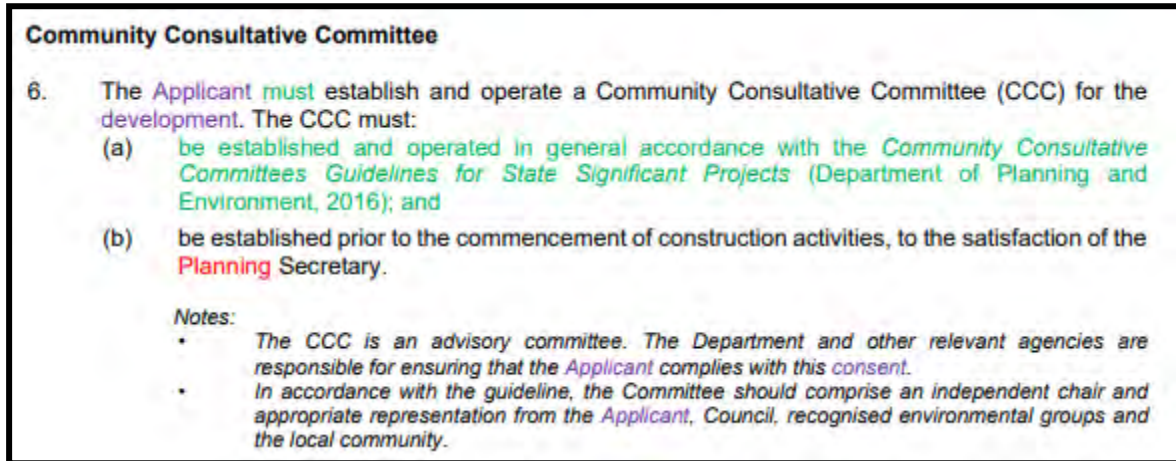 Community Consultative Committee
6. The Applicant must establish and operate a Community Consultative Committee (CCC) for the
development. The CCC must:
(a) be established and operated in general accordance with the Community Consultative
Committees Guidelines for State Significant Projects (Department of Planning and
Environment, 2016); and
(b) be established prior to the commencement of construction activities, to the satisfaction of the
Planning Secretary.
Notes:
• The CCC is an advisory committee. The Department and other relevant agencies are
responsible for ensuring that the Applicant complies with this consent.
• In accordance with the guideline, the Committee should comprise an independent chair and
appropriate representation from the Applicant, Council, recognised environmental groups and
the local community.